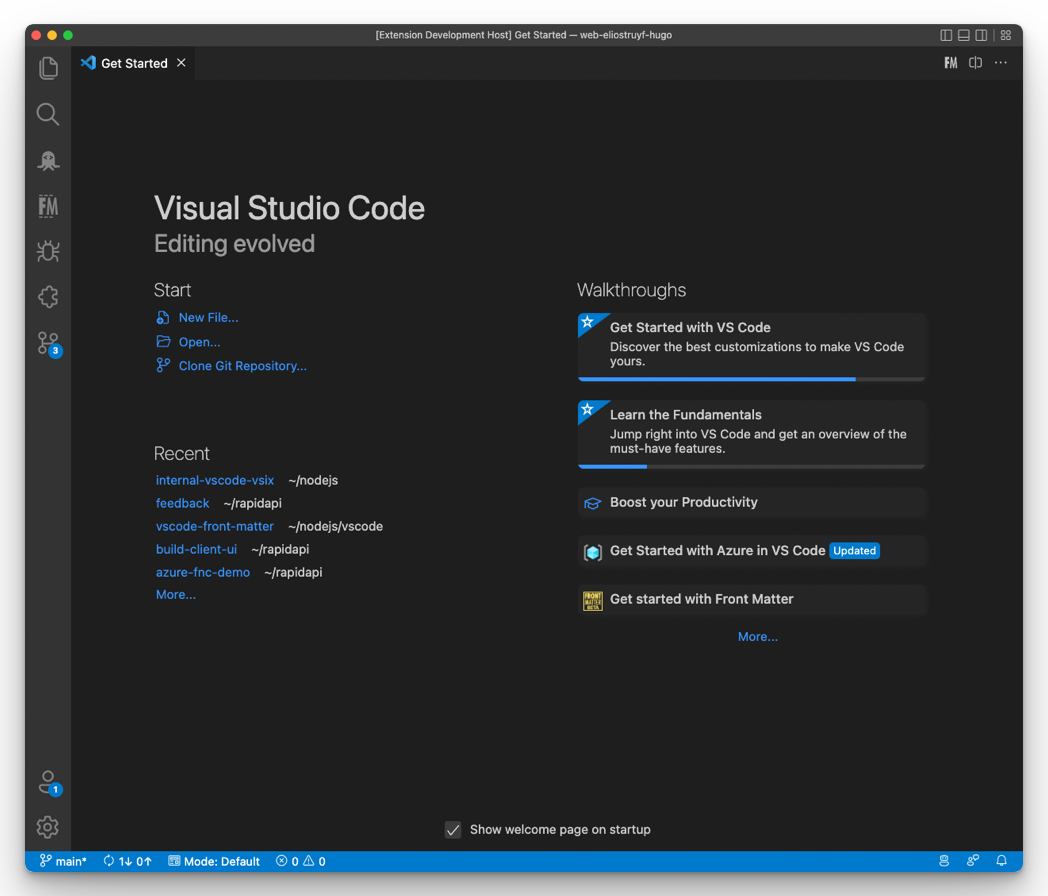 [Extension Development Host] Get Started — web-eliostruyf-hugo
Get Started
FM
FM
Visual Studio Code
Editing evolved
Start
New File...
Open...
Clone Git Repository...
3
Recent
internal-vscode-vsix ~/nodejs
feedback ~/rapidapi
vscode-front-matter ~/nodejs/vscode
build-client-ui ~/rapidapi
azure-fnc-demo ~/rapidapi
More...
Walkthroughs
Get Started with VS Code
Discover the best customizations to make VS Code
yours.
Learn the Fundamentals
Jump right into VS Code and get an overview of the
must-have features.
Boost your Productivity
Get Started with Azure in VS Code Updated
FRONT
MATTER
BETA
Get started with Front Matter
More...
1
Show welcome page on startup
main* 1↓ 0↑ Mode: Default 0 0